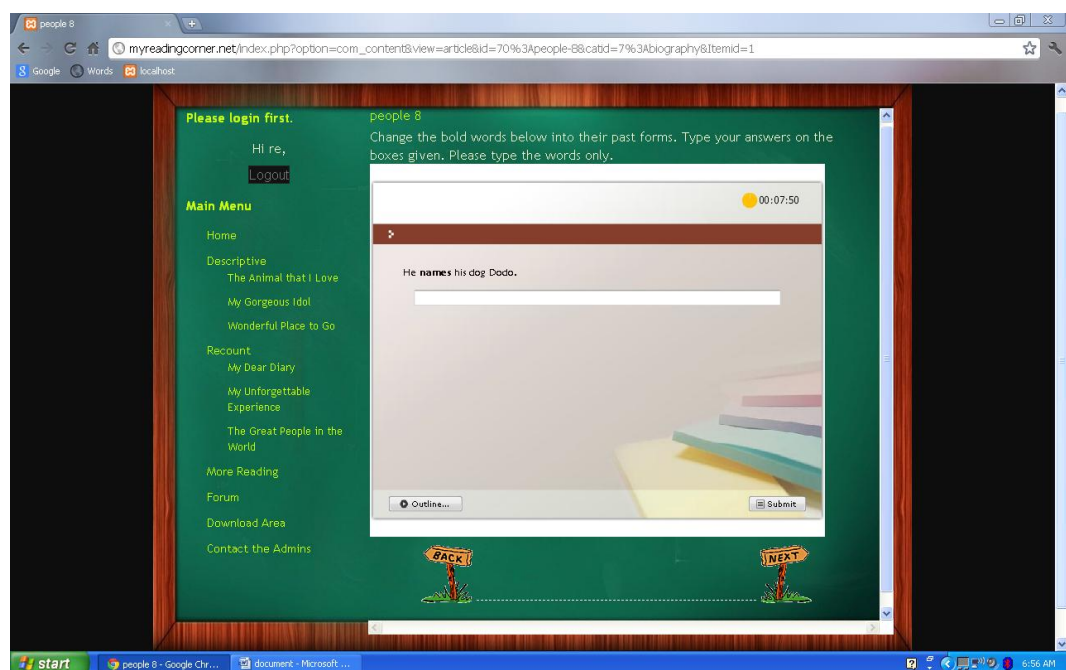 people 8
myreadingcorner.net/index.php?option=com_content&view=article&id=70%3Apeople-8&catid=7%3Abiography&Itemid=1
Google Words localhost
Please login first.
Hi re,
Logout
Main Menu
Home
Descriptive
The Animal that I Love
My Gorgeous Idol
Wonderful Place to Go
Recount
My Dear Diary
My Unforgettable
Experience
The Great People in the
World
More Reading
Forum
Download Area
Contact the Admins
people 8
Change the bold words below into their past forms. Type your answers on the
boxes given. Please type the words only.
00:07:50
He names his dog Dodo.
Outline...
Submit
BACK
NEXT
start
people 8 - Google Chr...
document - Microsoft ...
6:56 AM